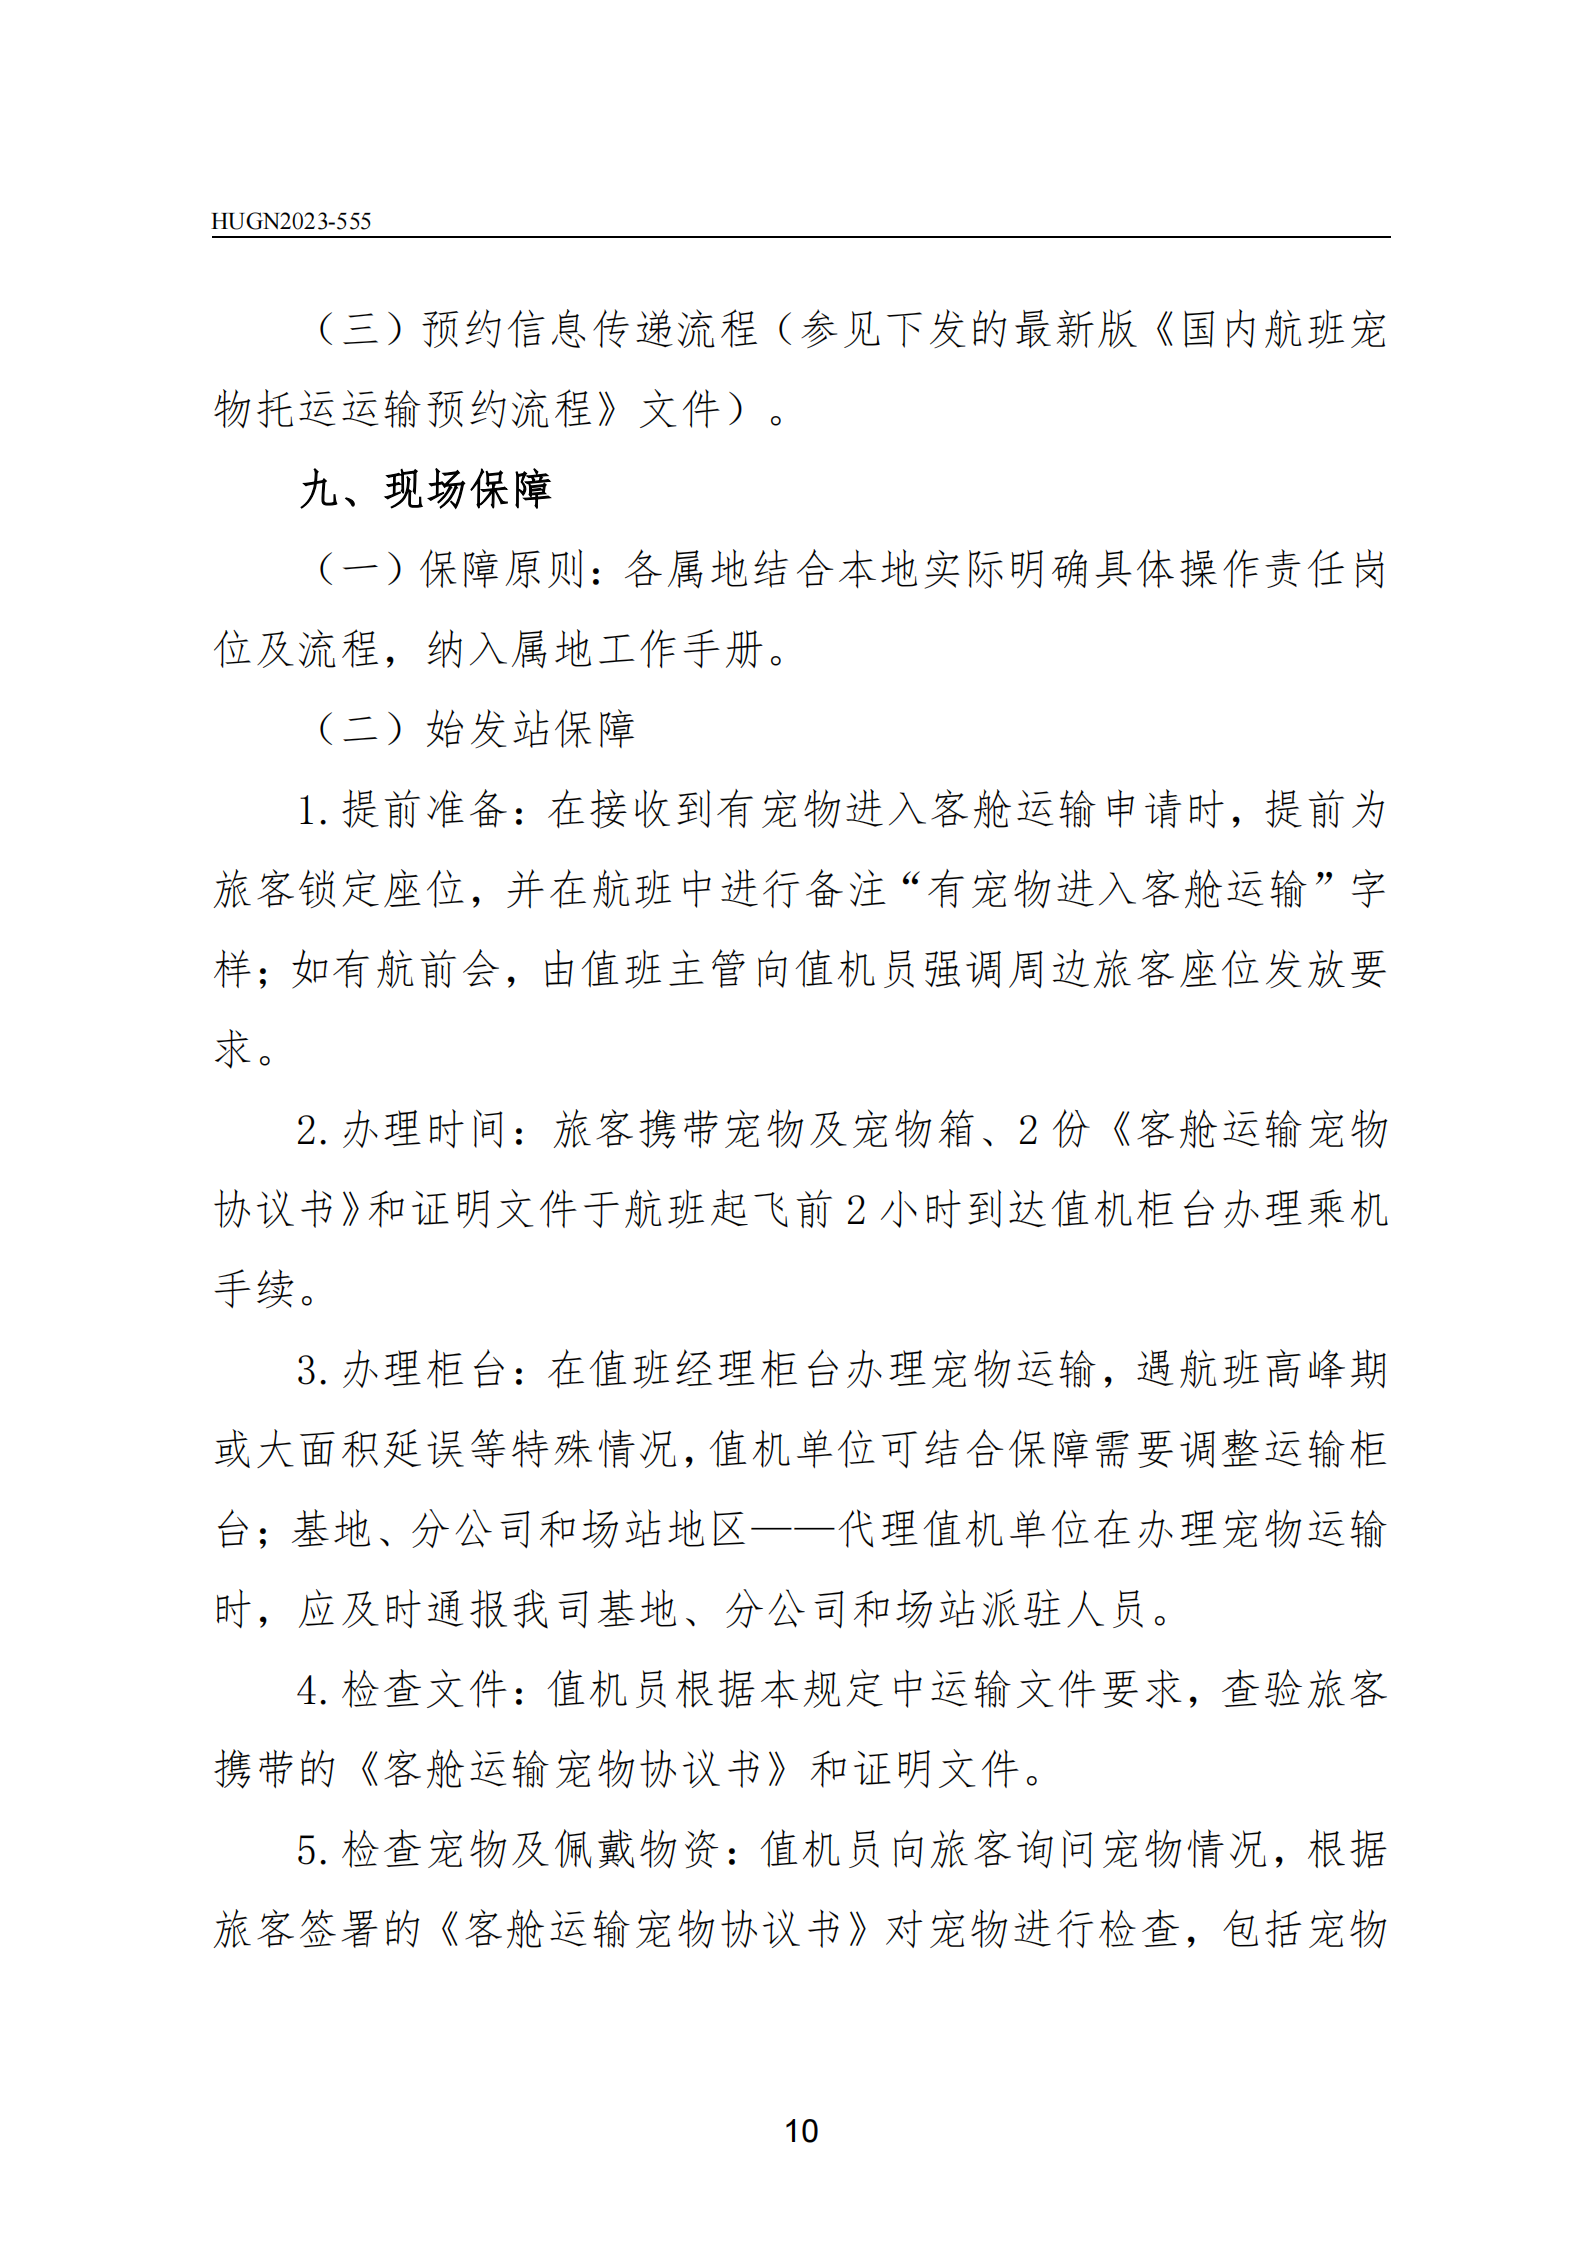 HUGN2023-555
（三）预约信息传递流程（参见下发的最新版《国内航班宠
物托运运输预约流程》文件）。
九、现场保障
（一）保障原则：各属地结合本地实际明确具体操作责任岗
位及流程，纳入属地工作手册。
（二）始发站保障
1.提前准备：在接收到有宠物进入客舱运输申请时，提前为
旅客锁定座位，并在航班中进行备注“有宠物进入客舱运输”字
样；如有航前会，由值班主管向值机员强调周边旅客座位发放要
求。
2.办理时间：旅客携带宠物及宠物箱、2 份《客舱运输宠物
协议书》和证明文件于航班起飞前 2 小时到达值机柜台办理乘机
手续。
3.办理柜台：在值班经理柜台办理宠物运输，遇航班高峰期
或大面积延误等特殊情况，值机单位可结合保障需要调整运输柜
台；基地、分公司和场站地区——代理值机单位在办理宠物运输
时，应及时通报我司基地、分公司和场站派驻人员。
4.检查文件：值机员根据本规定中运输文件要求，查验旅客
携带的《客舱运输宠物协议书》和证明文件。
5.检查宠物及佩戴物资：值机员向旅客询问宠物情况，根据
旅客签署的《客舱运输宠物协议书》对宠物进行检查，包括宠物
10